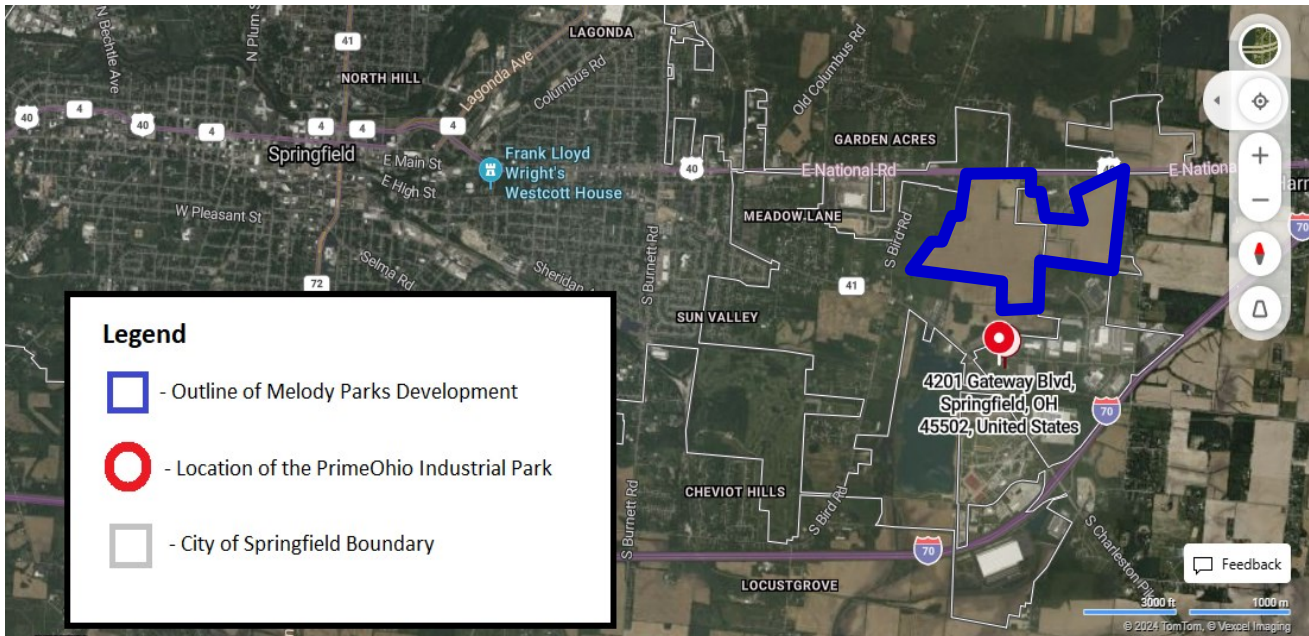 N Bechtle Ave
N Plum S
41
LAGONDA
NORTH HILL
Lagonda Ave
Columbus Rd
Old Columbus Rd
40
4
40
4
4
4
4
GARDEN ACRES
Springfield
E Main St
E High St
Frank Lloyd
Wright's
Westcott House
40
E National Rd
40
E Nationa
Harr
70
W Pleasant St
MEADOW LANE
S Bird Rd
Selma Rd
Sheridan A
S Burnett Rd
72
41
SUN VALLEY
Legend
- Outline of Melody Parks Development
- Location of the PrimeOhio Industrial Park
- City of Springfield Boundary
4201 Gateway Blvd,
Springfield, OH
45502, United States
70
CHEVIOT HILLS
S Burnett Rd
S Bird Rd
70
S Charleston Pik
LOCUSTGROVE
Feedback
3000 ft
1000 m
© 2024 TomTom, © Vexcel Imaging